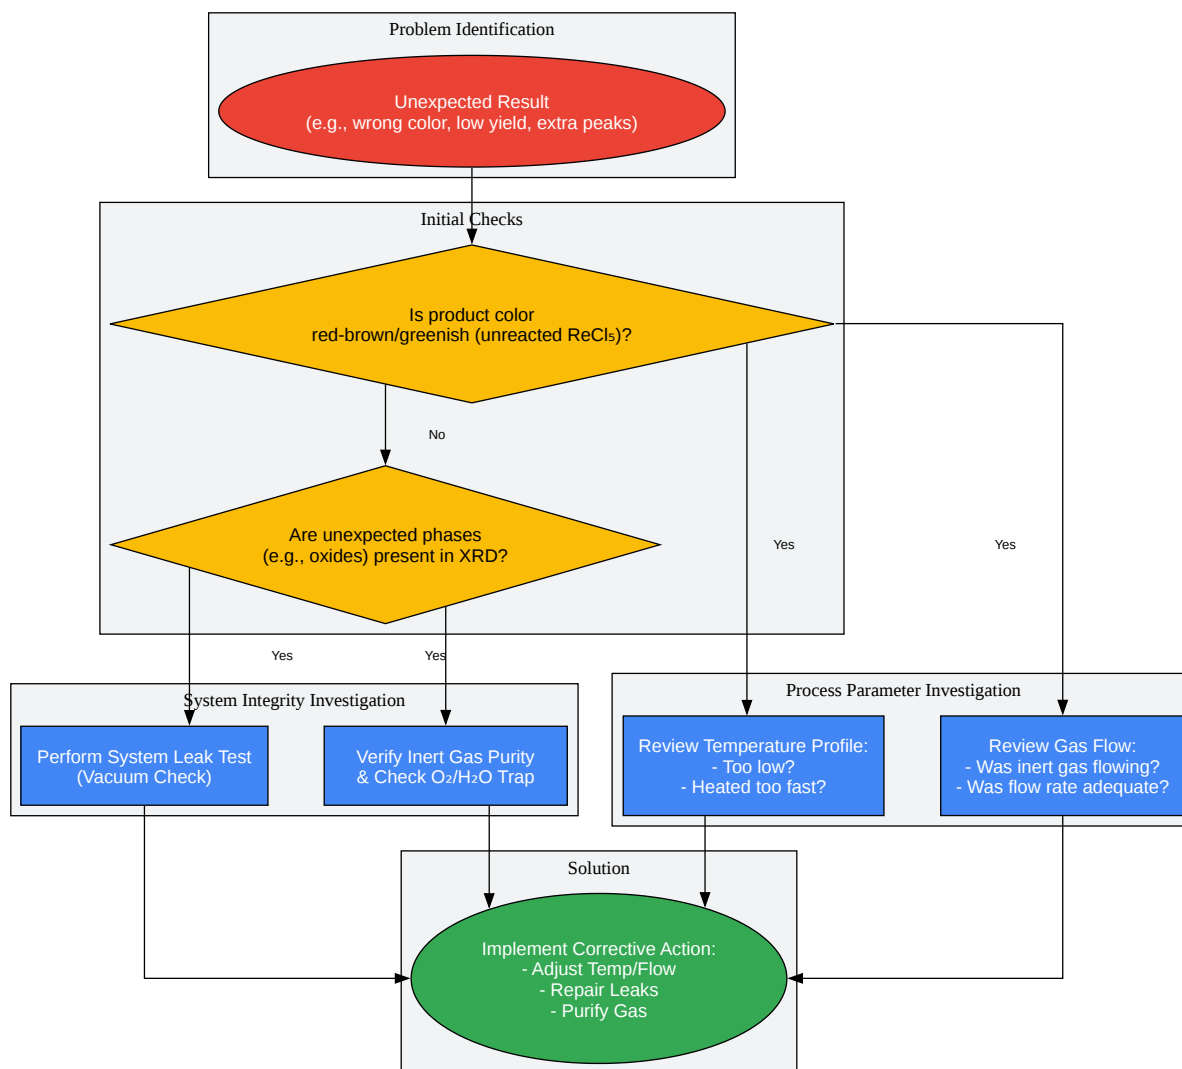 Problem Identification
Unexpected Result
(e.g., wrong color, low yield, extra peaks)
Initial Checks
Is product color
red-brown/greenish (unreacted ReCl₅)?
No
Are unexpected phases
(e.g., oxides) present in XRD?
Yes
Yes
Yes
Yes
System Integrity Investigation
Perform System Leak Test
(Vacuum Check)
Verify Inert Gas Purity
& Check O₂/H₂O Trap
Process Parameter Investigation
Review Temperature Profile:
- Too low?
- Heated too fast?
Review Gas Flow:
- Was inert gas flowing?
- Was flow rate adequate?
Solution
Implement Corrective Action:
- Adjust Temp/Flow
- Repair Leaks
- Purify Gas